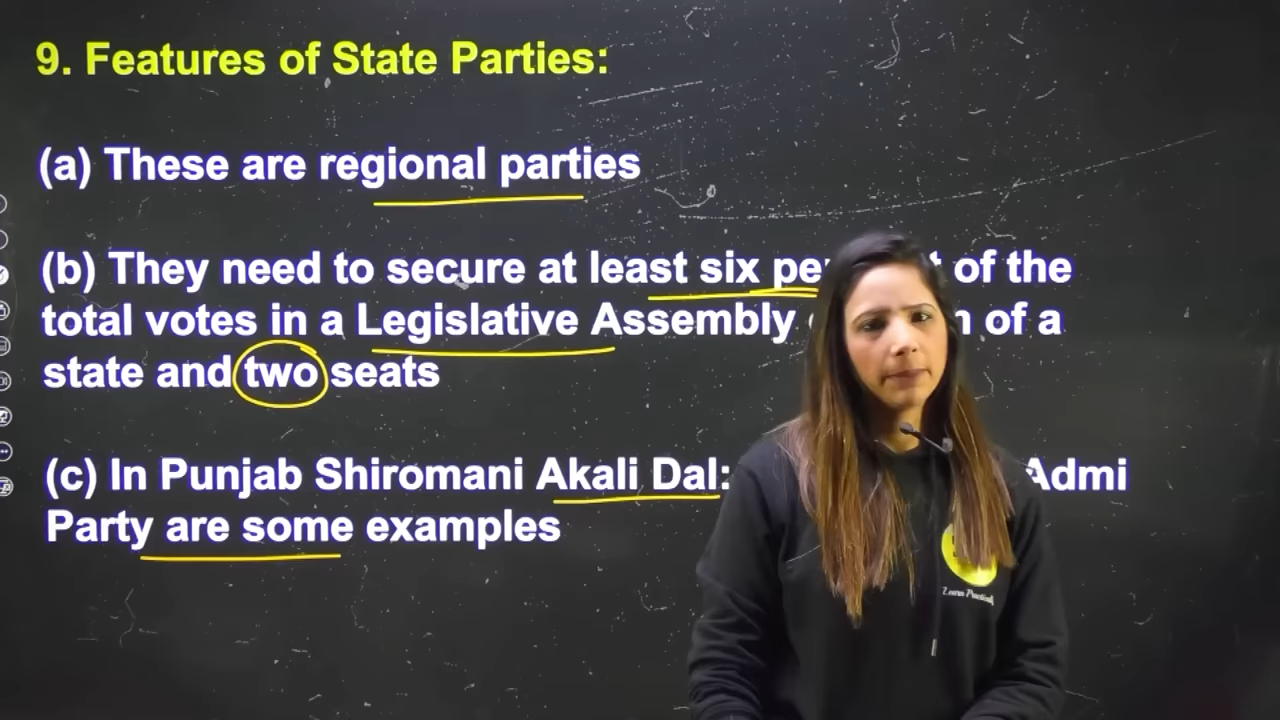 9. Features of State Parties:
(a) These are regional parties
(b) They need to secure at least six of the
total votes in a Legislative Assembly of a
state and two seats
(c) In Punjab Shiromani Akali Dal: Admi
Party are some examples
Learn Practically